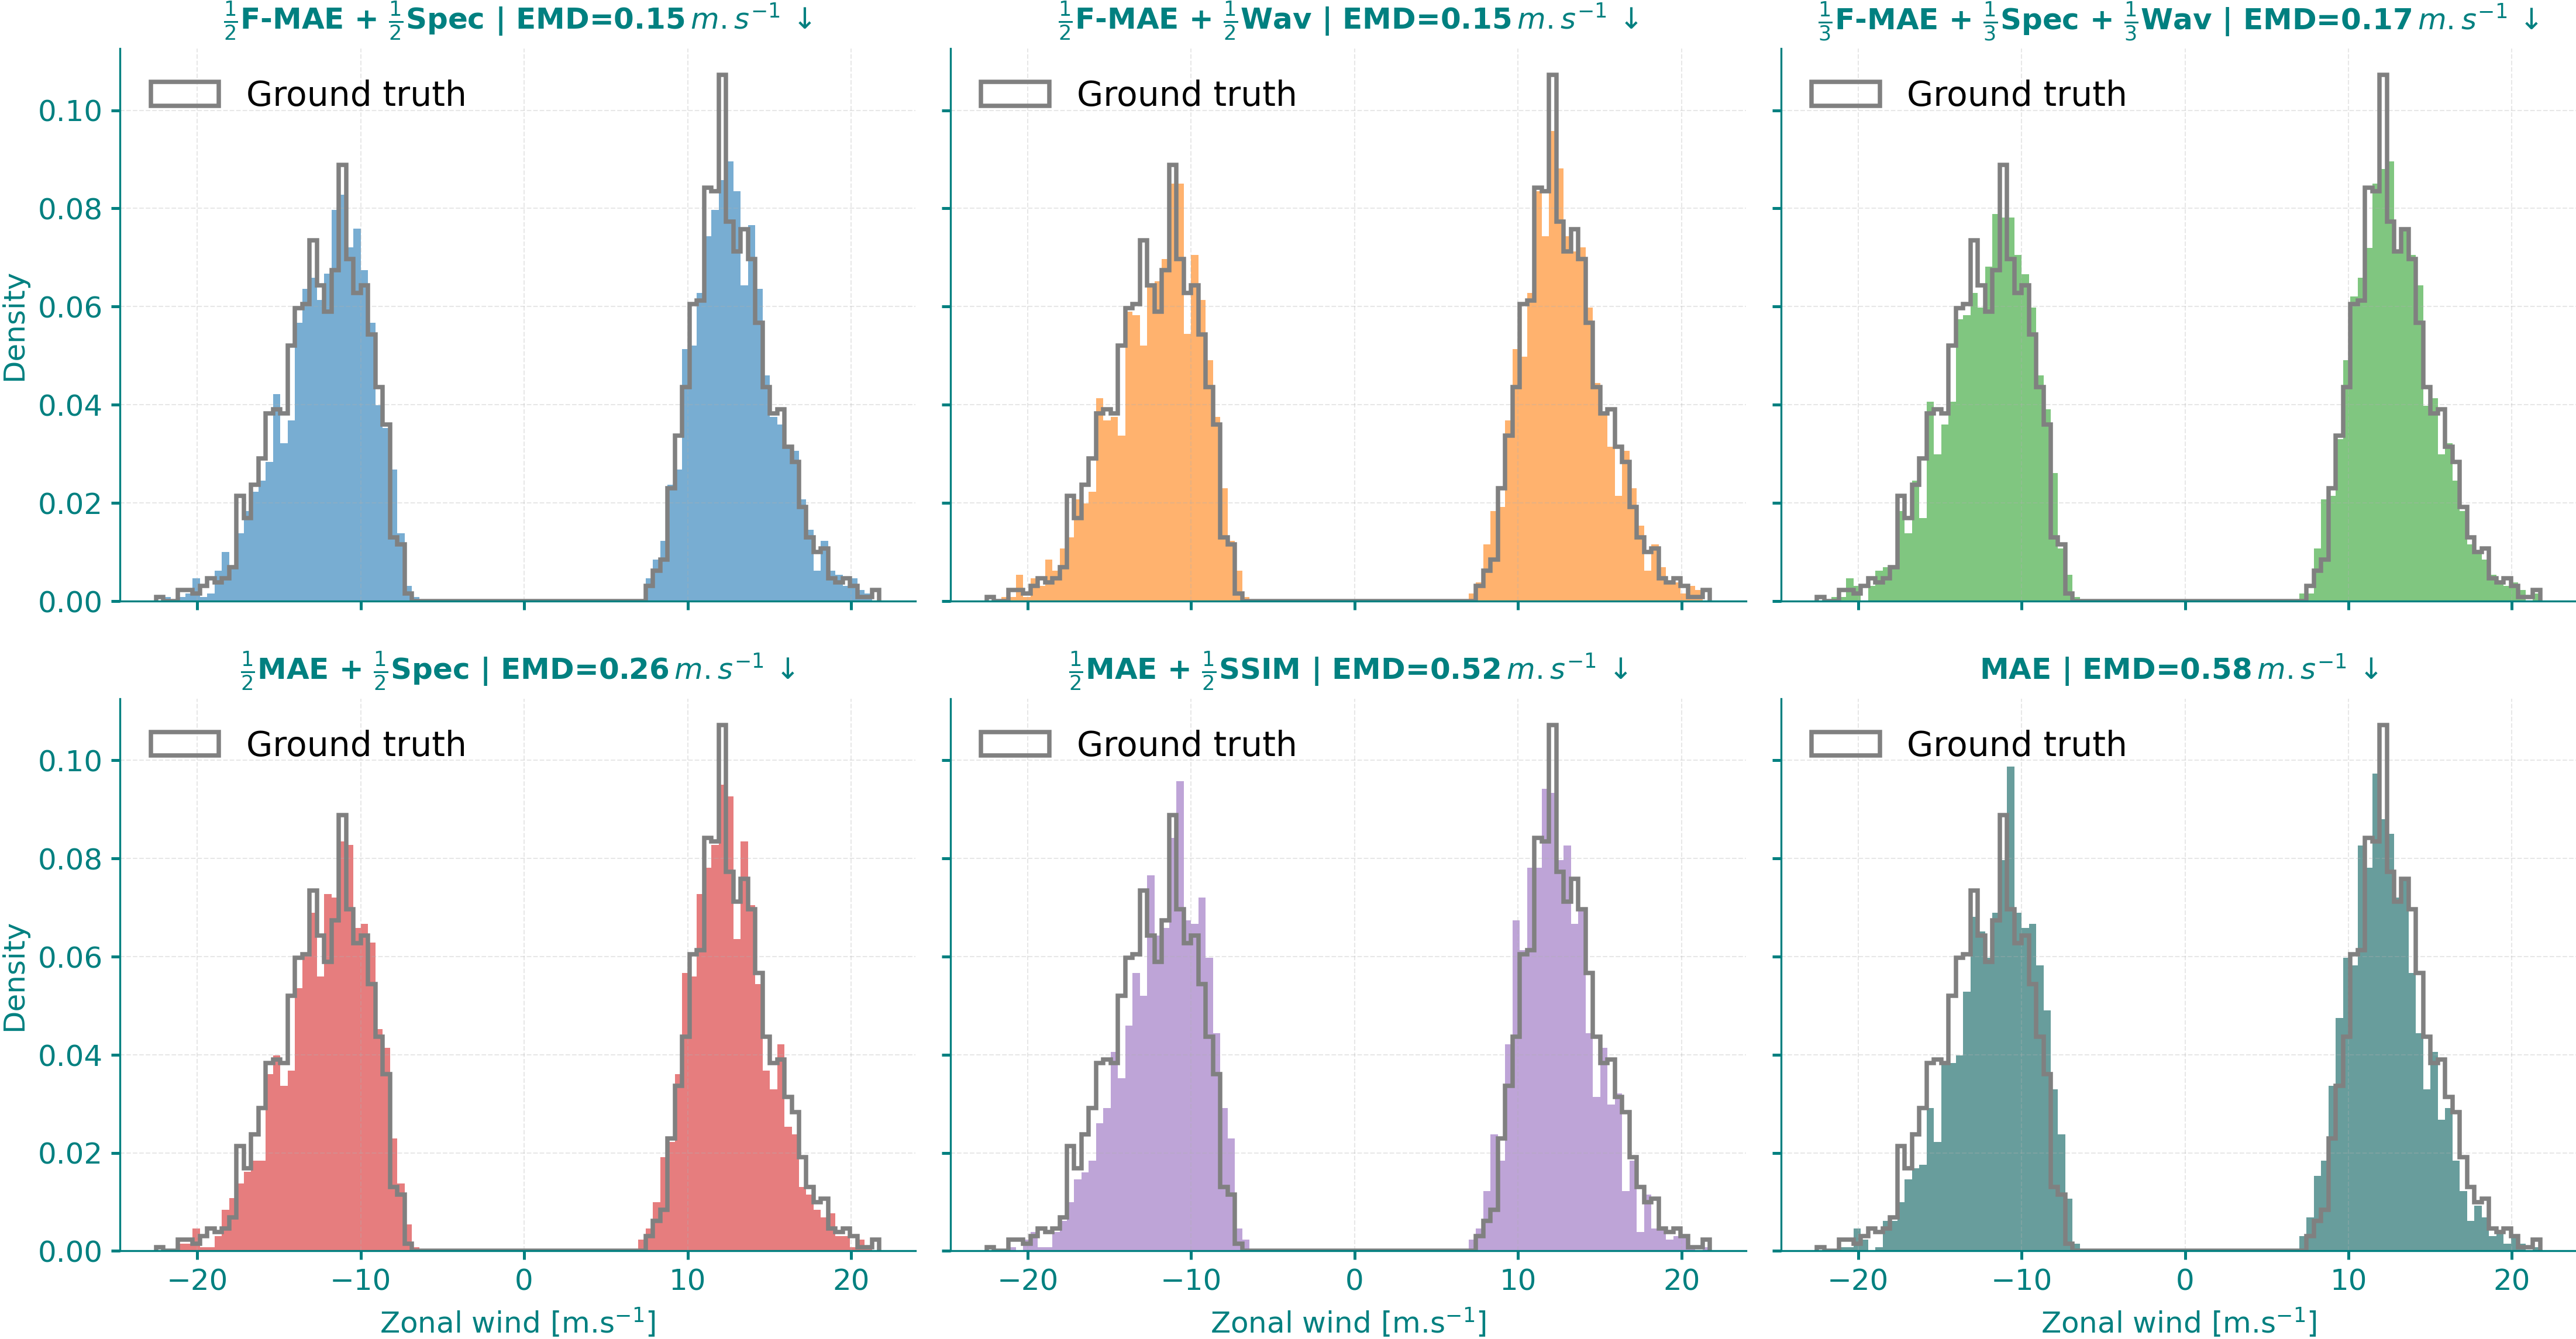 ½F-MAE + ½Spec | EMD=0.15 m.s⁻¹ ↓
½F-MAE + ½Wav | EMD=0.15 m.s⁻¹ ↓
⅓F-MAE + ⅓Spec + ⅓Wav | EMD=0.17 m.s⁻¹ ↓
Ground truth
Ground truth
Ground truth
Density
0.10
0.08
0.06
0.04
0.02
0.00
½MAE + ½Spec | EMD=0.26 m.s⁻¹ ↓
½MAE + ½SSIM | EMD=0.52 m.s⁻¹ ↓
MAE | EMD=0.58 m.s⁻¹ ↓
Ground truth
Ground truth
Ground truth
Density
0.10
0.08
0.06
0.04
0.02
0.00
−20 −10 0 10 20
−20 −10 0 10 20
−20 −10 0 10 20
Zonal wind [m.s⁻¹]
Zonal wind [m.s⁻¹]
Zonal wind [m.s⁻¹]